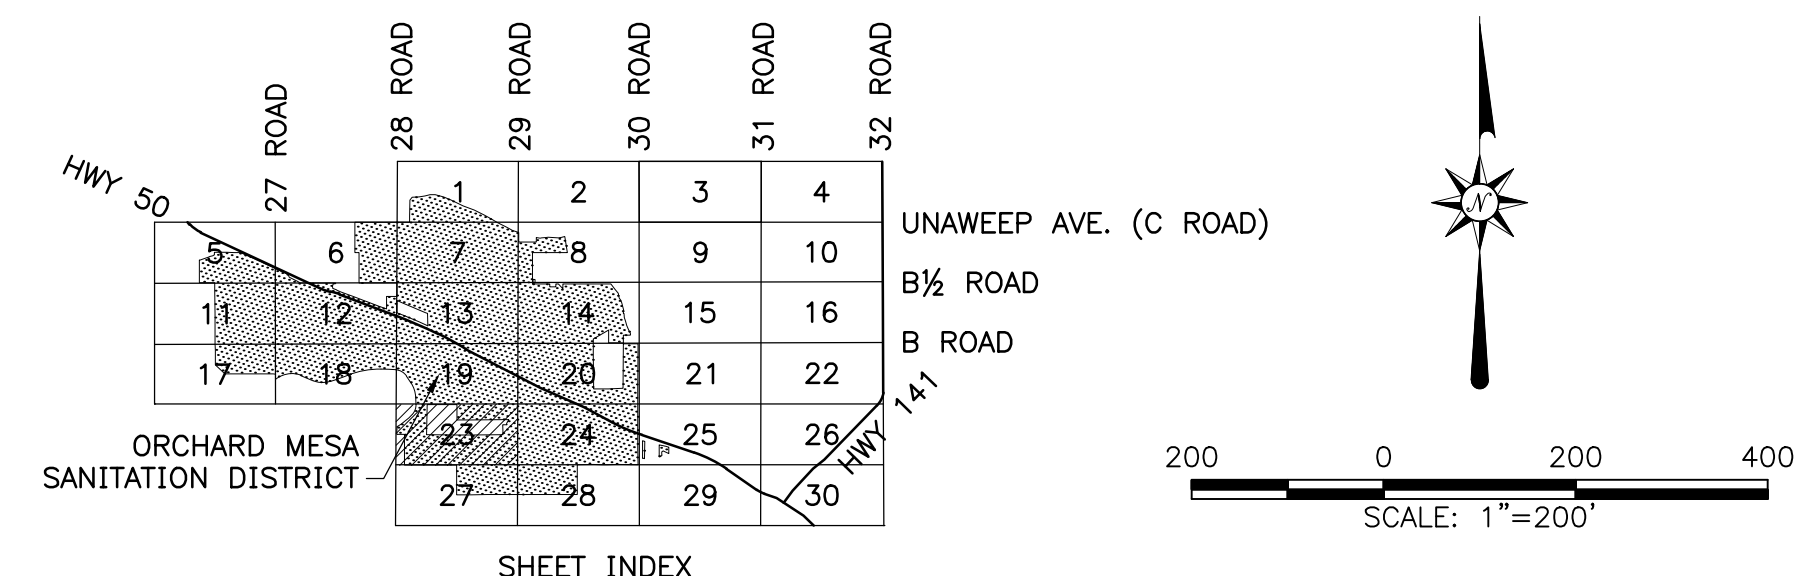 28 ROAD
29 ROAD
30 ROAD
31 ROAD
32 ROAD
27 ROAD
HWY 50
1 2 3 4
UNAWEEP AVE. (C ROAD)
5 6 7 8 9 10
B½ ROAD
11 12 13 14 15 16
B ROAD
17 18 19 20 21 22
HWY 141
23 24 25 26
ORCHARD MESA
SANITATION DISTRICT
27 28 29 30
SHEET INDEX
N
200 0 200 400
SCALE: 1"=200'